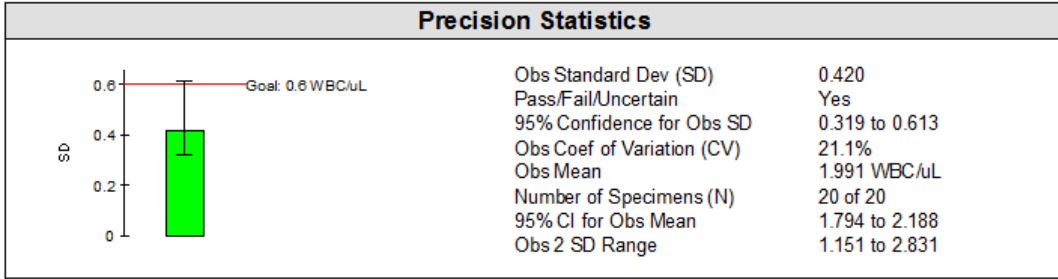 Precision Statistics
0.6
Goal: 0.6 WBC/uL
0.4
SD
0.2
0
Obs Standard Dev (SD) 0.420
Pass/Fail/Uncertain Yes
95% Confidence for Obs SD 0.319 to 0.613
Obs Coef of Variation (CV) 21.1%
Obs Mean 1.991 WBC/uL
Number of Specimens (N) 20 of 20
95% CI for Obs Mean 1.794 to 2.188
Obs 2 SD Range 1.151 to 2.831